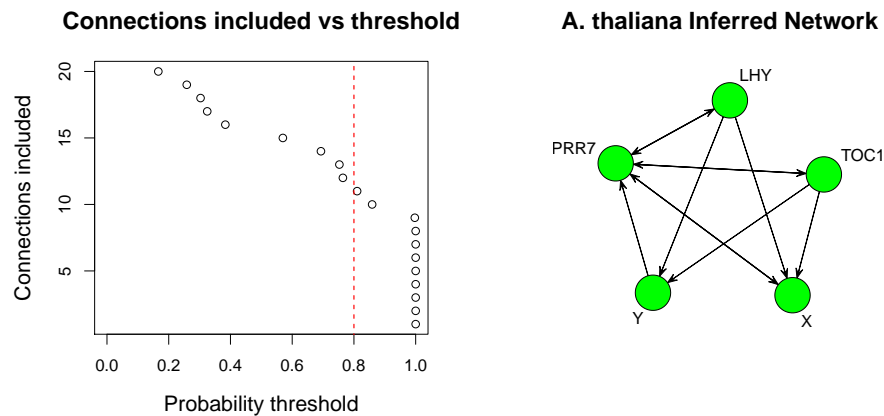 Connections included vs threshold
Connections included
20
15
10
5
0.0 0.2 0.4 0.6 0.8 1.0
Probability threshold
A. thaliana Inferred Network
LHY
PRR7
TOC1
Y
X